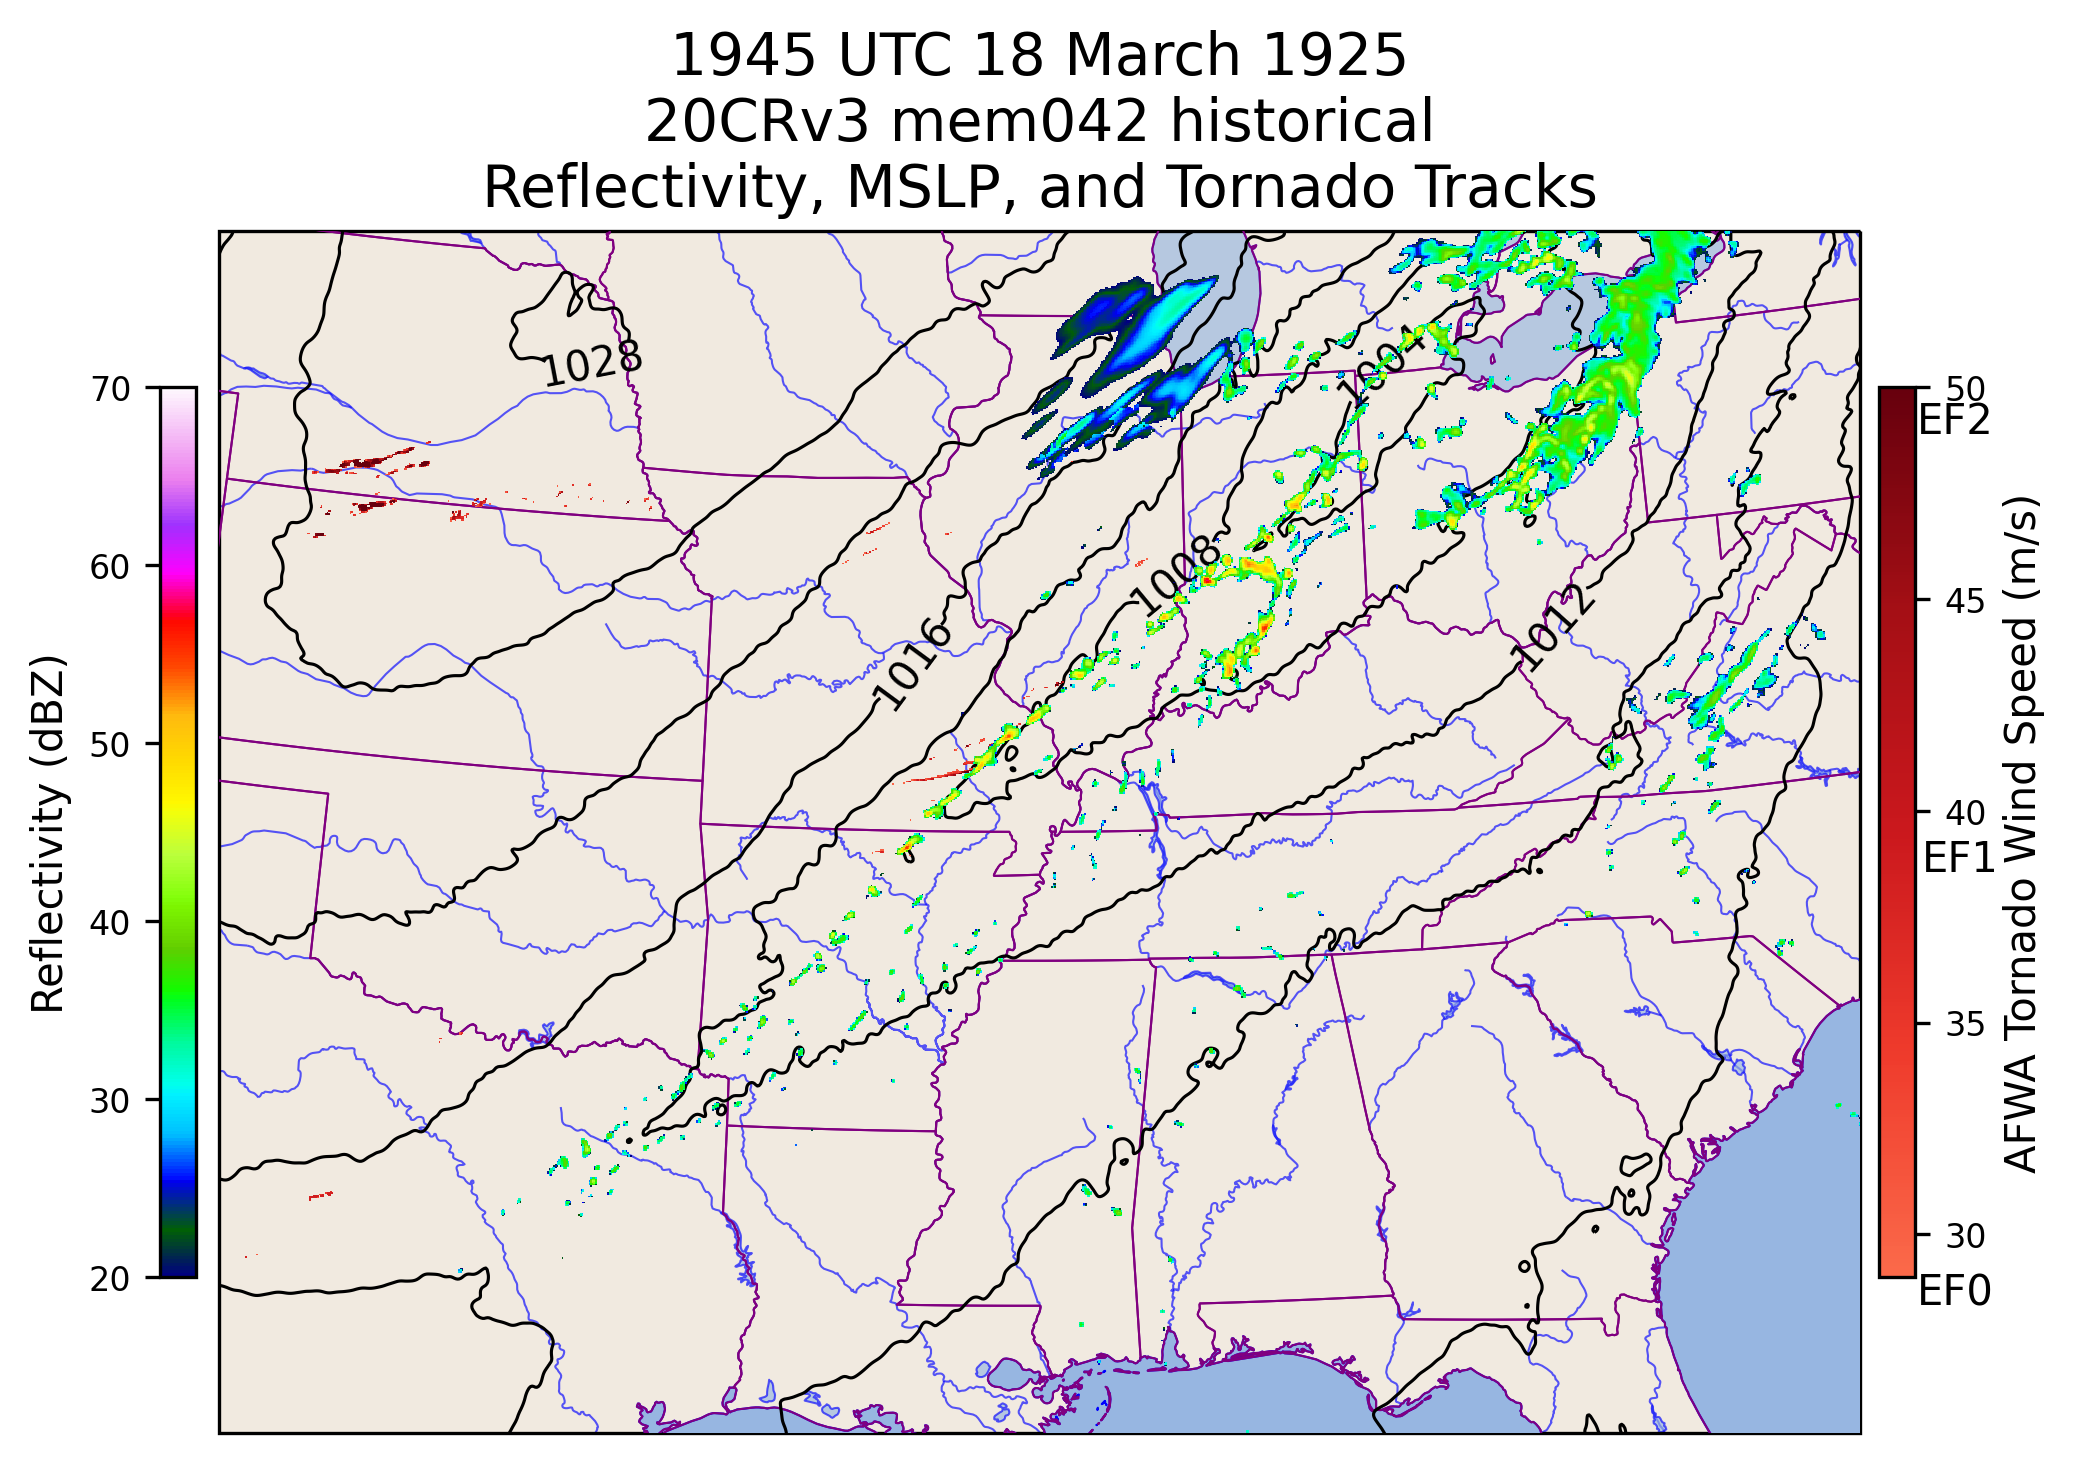 1945 UTC 18 March 1925
20CRv3 mem042 historical
Reflectivity, MSLP, and Tornado Tracks
Reflectivity (dBZ)
70
60
50
40
30
20
1028
1004
1008
1016
1012
50
EF2
45
40
EF1
35
30
EF0
AFWA Tornado Wind Speed (m/s)